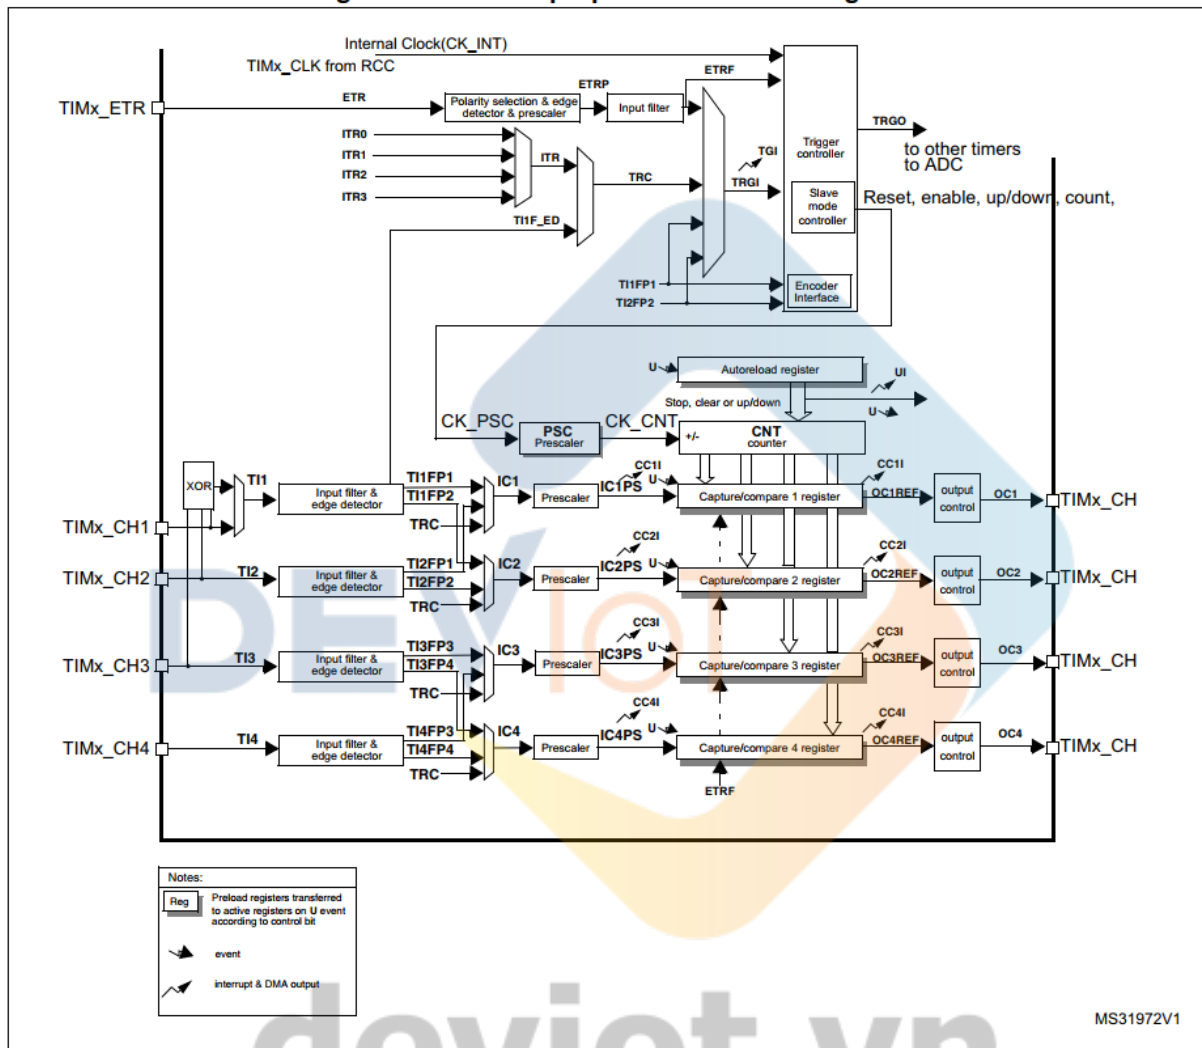 Internal Clock(CK_INT)
TIMx_CLK from RCC
ETRF
ETRP
TIMx_ETR
ETR
Polarity selection & edge
detector & prescaler
Input filter
ITR0
ITR1
ITR2
ITR3
ITR
TRC
TI1F_ED
TGI
TRGI
Trigger
controller
TRGO
to other timers
to ADC
Slave
mode
controller
Reset, enable, up/down, count,
TI1FP1
TI2FP2
Encoder
Interface
U
Autoreload register
UI
Stop, clear or up/down
U
CK_PSC
PSC
Prescaler
CK_CNT
+/-
CNT
counter
XOR
TI1
Input filter &
edge detector
TI1FP1
TI1FP2
TRC
IC1
Prescaler
IC1PS
CC1I
U
Capture/compare 1 register
CC1I
OC1REF
output
control
OC1
TIMx_CH
TIMx_CH1
TIMx_CH2
TI2
Input filter &
edge detector
TI2FP1
TI2FP2
TRC
IC2
Prescaler
IC2PS
CC2I
U
Capture/compare 2 register
CC2I
OC2REF
output
control
OC2
TIMx_CH
TIMx_CH3
TI3
Input filter &
edge detector
TI3FP3
TI3FP4
TRC
IC3
Prescaler
IC3PS
CC3I
U
Capture/compare 3 register
CC3I
OC3REF
output
control
OC3
TIMx_CH
TIMx_CH4
TI4
Input filter &
edge detector
TI4FP3
TI4FP4
TRC
IC4
Prescaler
IC4PS
CC4I
U
Capture/compare 4 register
CC4I
OC4REF
output
control
OC4
TIMx_CH
ETRF
DEVIOT
Notes:
Reg
Preload registers transferred
to active registers on U event
according to control bit
event
interrupt & DMA output
MS31972V1
deviot.vn